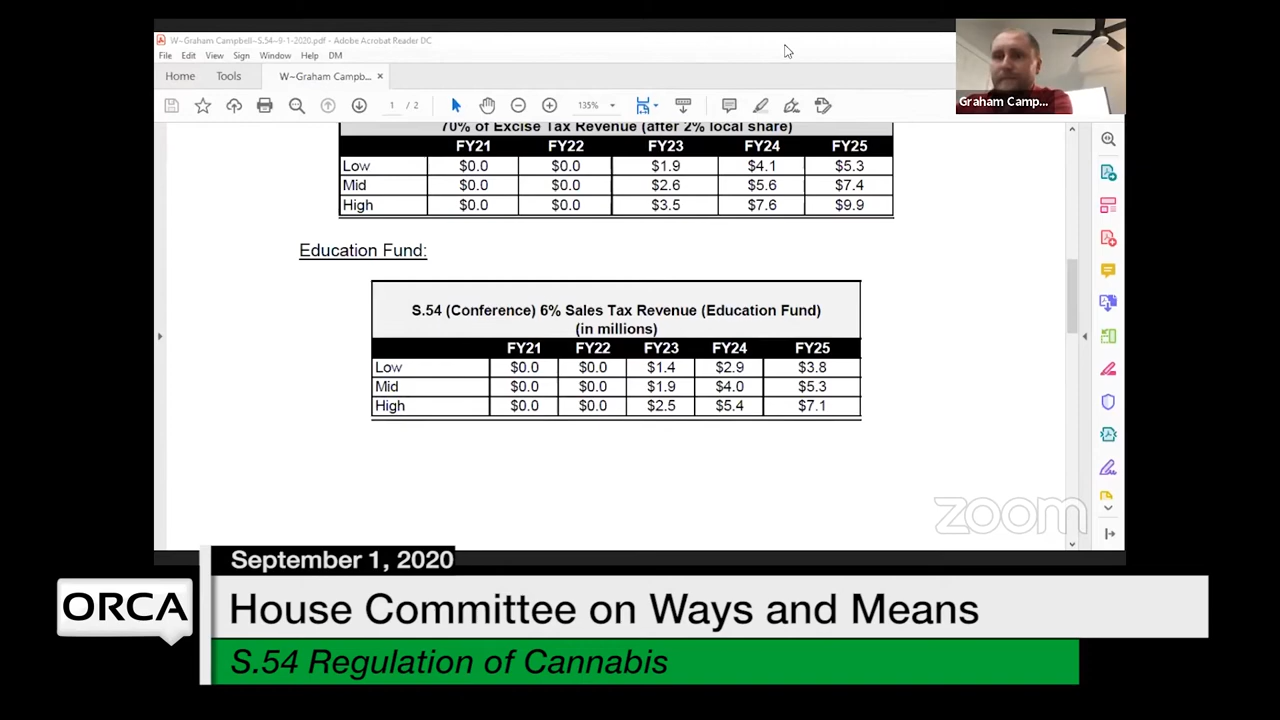 W~Graham Campbell~S.54~9-1-2020.pdf - Adobe Acrobat Reader DC
File Edit View Sign Window Help DM
Home Tools W~Graham Campb... ×
1 / 2 135%
Graham Camp...
70% of Excise Tax Revenue (after 2% local share)
FY21 FY22 FY23 FY24 FY25
Low $0.0 $0.0 $1.9 $4.1 $5.3
Mid $0.0 $0.0 $2.6 $5.6 $7.4
High $0.0 $0.0 $3.5 $7.6 $9.9
Education Fund:
S.54 (Conference) 6% Sales Tax Revenue (Education Fund)
(in millions)
FY21 FY22 FY23 FY24 FY25
Low $0.0 $0.0 $1.4 $2.9 $3.8
Mid $0.0 $0.0 $1.9 $4.0 $5.3
High $0.0 $0.0 $2.5 $5.4 $7.1
zoom
September 1, 2020
ORCA
House Committee on Ways and Means
S.54 Regulation of Cannabis